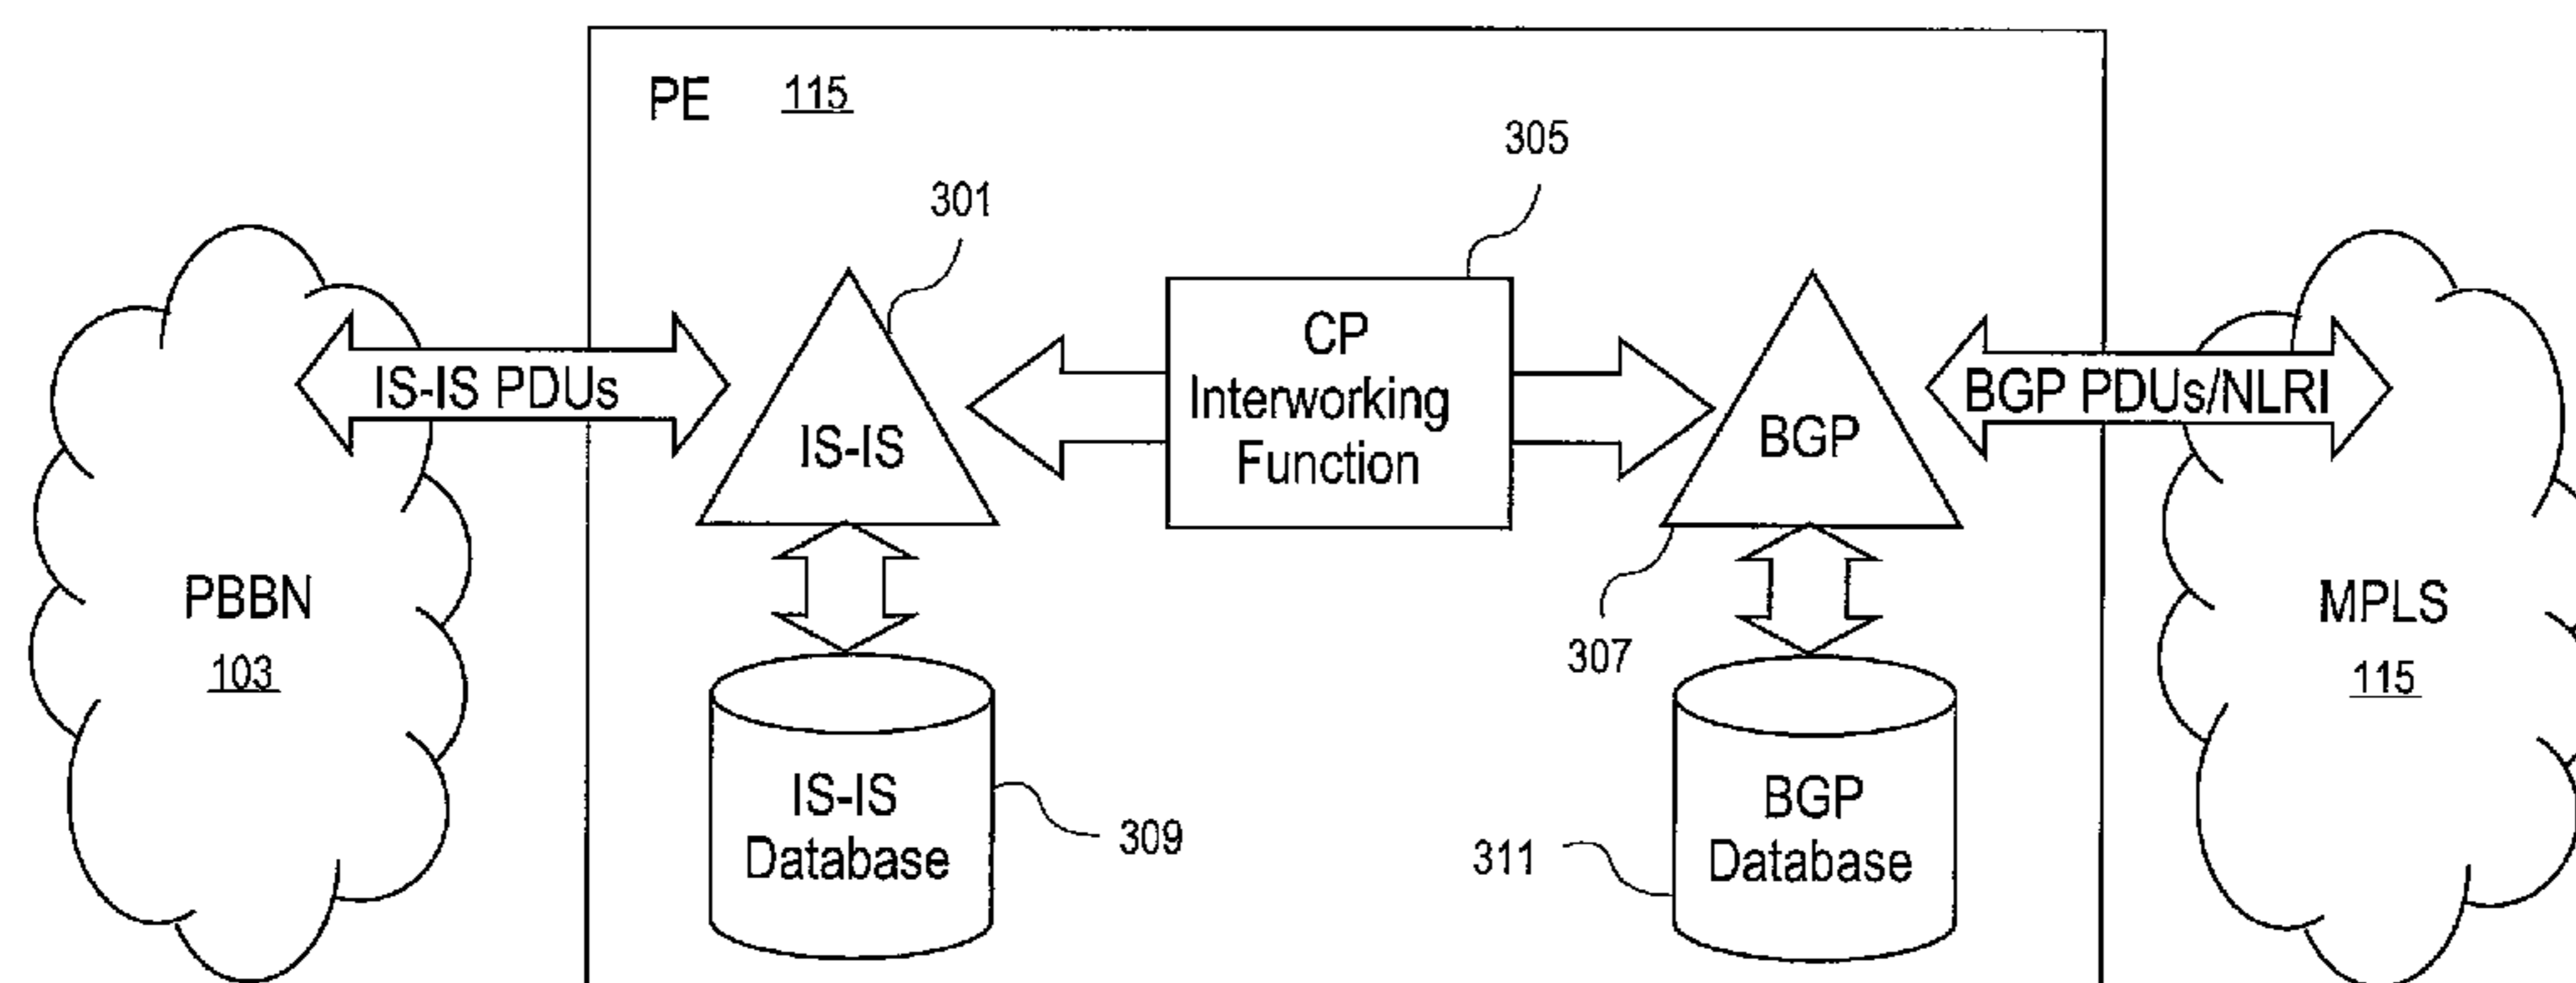 PE 115
305
301
IS-IS PDUs
IS-IS
CP
Interworking
Function
BGP
BGP PDUs/NLRI
PBBN
103
307
MPLS
115
IS-IS
Database
309
311
BGP
Database